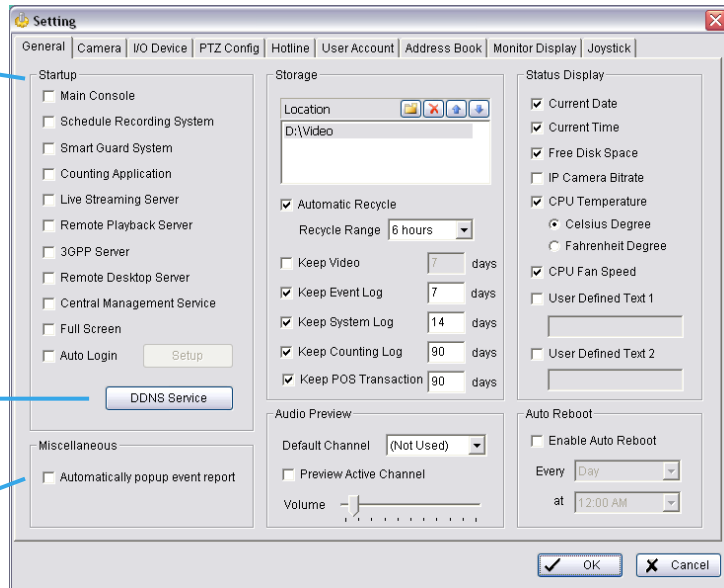 Setting
General Camera I/O Device PTZ Config Hotline User Account Address Book Monitor Display Joystick
Startup
Main Console
Schedule Recording System
Smart Guard System
Counting Application
Live Streaming Server
Remote Playback Server
3GPP Server
Remote Desktop Server
Central Management Service
Full Screen
Auto Login Setup
DDNS Service
Miscellaneous
Automatically popup event report
Storage
Location
D:\Video
Automatic Recycle
Recycle Range 6 hours
Keep Video 7 days
Keep Event Log 7 days
Keep System Log 14 days
Keep Counting Log 90 days
Keep POS Transaction 90 days
Audio Preview
Default Channel (Not Used)
Preview Active Channel
Volume
Status Display
Current Date
Current Time
Free Disk Space
IP Camera Bitrate
CPU Temperature
Celsius Degree
Fahrenheit Degree
CPU Fan Speed
User Defined Text 1
User Defined Text 2
Auto Reboot
Enable Auto Reboot
Every Day
at 12:00 AM
OK Cancel